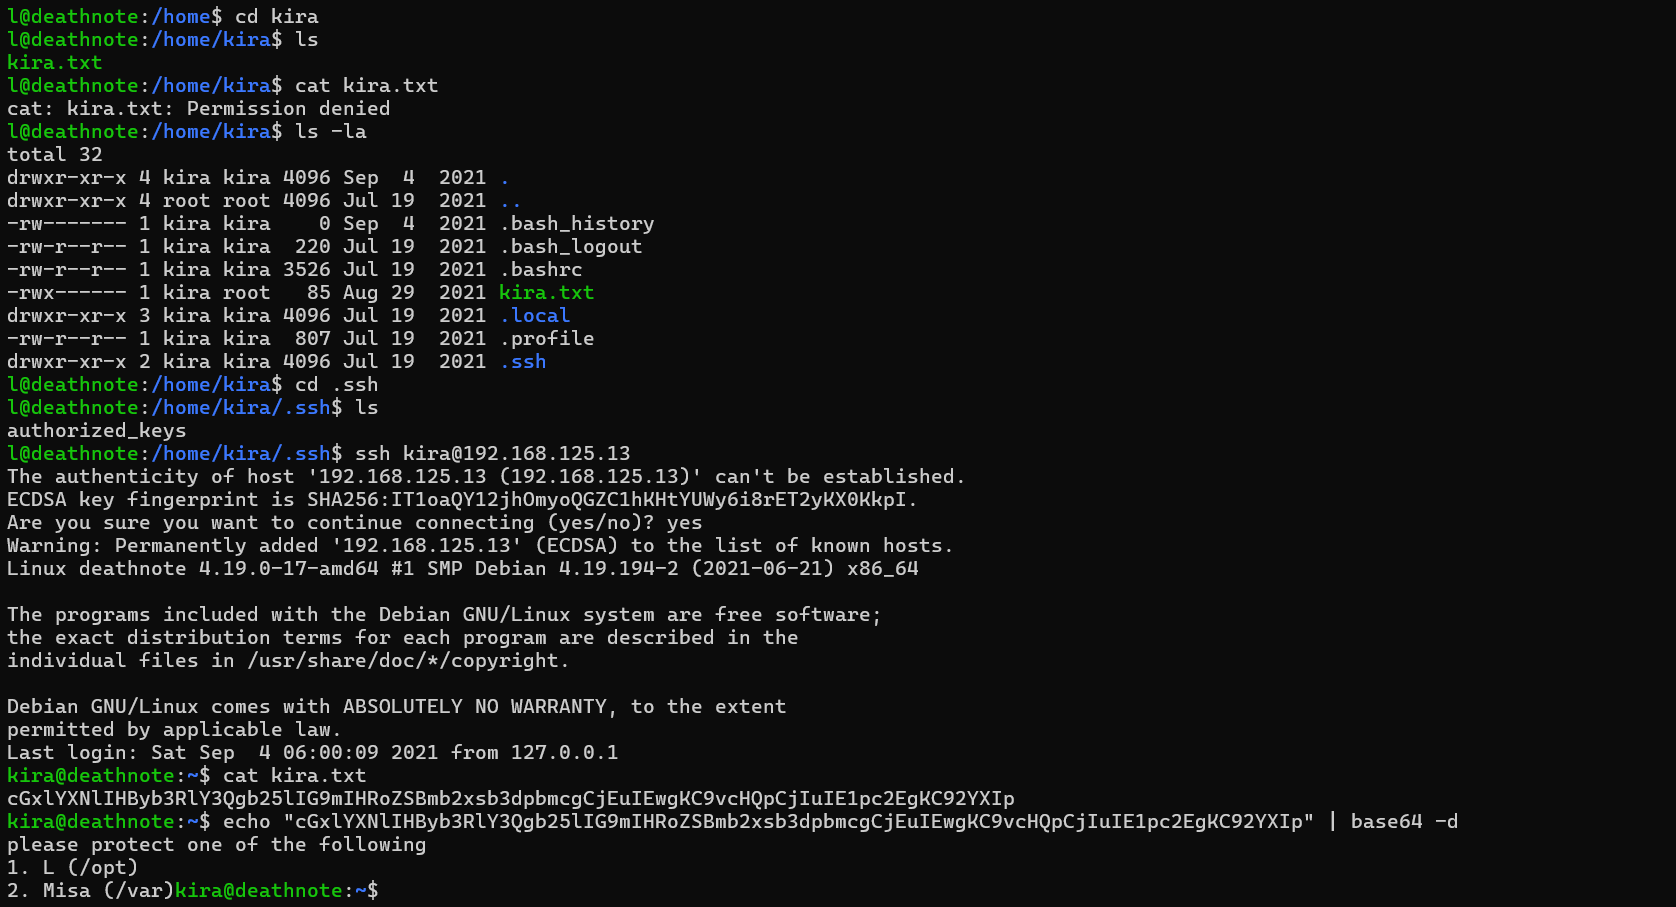 l@deathnote:/home$ cd kira
l@deathnote:/home/kira$ ls
kira.txt
l@deathnote:/home/kira$ cat kira.txt
cat: kira.txt: Permission denied
l@deathnote:/home/kira$ ls -la
total 32
drwxr-xr-x 4 kira kira 4096 Sep  4  2021 .
drwxr-xr-x 4 root root 4096 Jul 19  2021 ..
-rw------- 1 kira kira    0 Sep  4  2021 .bash_history
-rw-r--r-- 1 kira kira  220 Jul 19  2021 .bash_logout
-rw-r--r-- 1 kira kira 3526 Jul 19  2021 .bashrc
-rwx------ 1 kira root   85 Aug 29  2021 kira.txt
drwxr-xr-x 3 kira kira 4096 Jul 19  2021 .local
-rw-r--r-- 1 kira kira  807 Jul 19  2021 .profile
drwxr-xr-x 2 kira kira 4096 Jul 19  2021 .ssh
l@deathnote:/home/kira$ cd .ssh
l@deathnote:/home/kira/.ssh$ ls
authorized_keys
l@deathnote:/home/kira/.ssh$ ssh kira@192.168.125.13
The authenticity of host '192.168.125.13 (192.168.125.13)' can't be established.
ECDSA key fingerprint is SHA256:IT1oaQY12jhOmyoQGZC1hKHtYUWy6i8rET2yKX0KkpI.
Are you sure you want to continue connecting (yes/no)? yes
Warning: Permanently added '192.168.125.13' (ECDSA) to the list of known hosts.
Linux deathnote 4.19.0-17-amd64 #1 SMP Debian 4.19.194-2 (2021-06-21) x86_64

The programs included with the Debian GNU/Linux system are free software;
the exact distribution terms for each program are described in the
individual files in /usr/share/doc/*/copyright.

Debian GNU/Linux comes with ABSOLUTELY NO WARRANTY, to the extent
permitted by applicable law.
Last login: Sat Sep  4 06:00:09 2021 from 127.0.0.1
kira@deathnote:~$ cat kira.txt
cGxlYXNlIHByb3RlY3Qgb25lIG9mIHRoZSBmb2xsb3dpbmcgCjEuIEwgKC9vcHQpCjIuIE1pc2EgKC92YXIp
kira@deathnote:~$ echo "cGxlYXNlIHByb3RlY3Qgb25lIG9mIHRoZSBmb2xsb3dpbmcgCjEuIEwgKC9vcHQpCjIuIE1pc2EgKC92YXIp" | base64 -d
please protect one of the following
1. L (/opt)
2. Misa (/var)kira@deathnote:~$